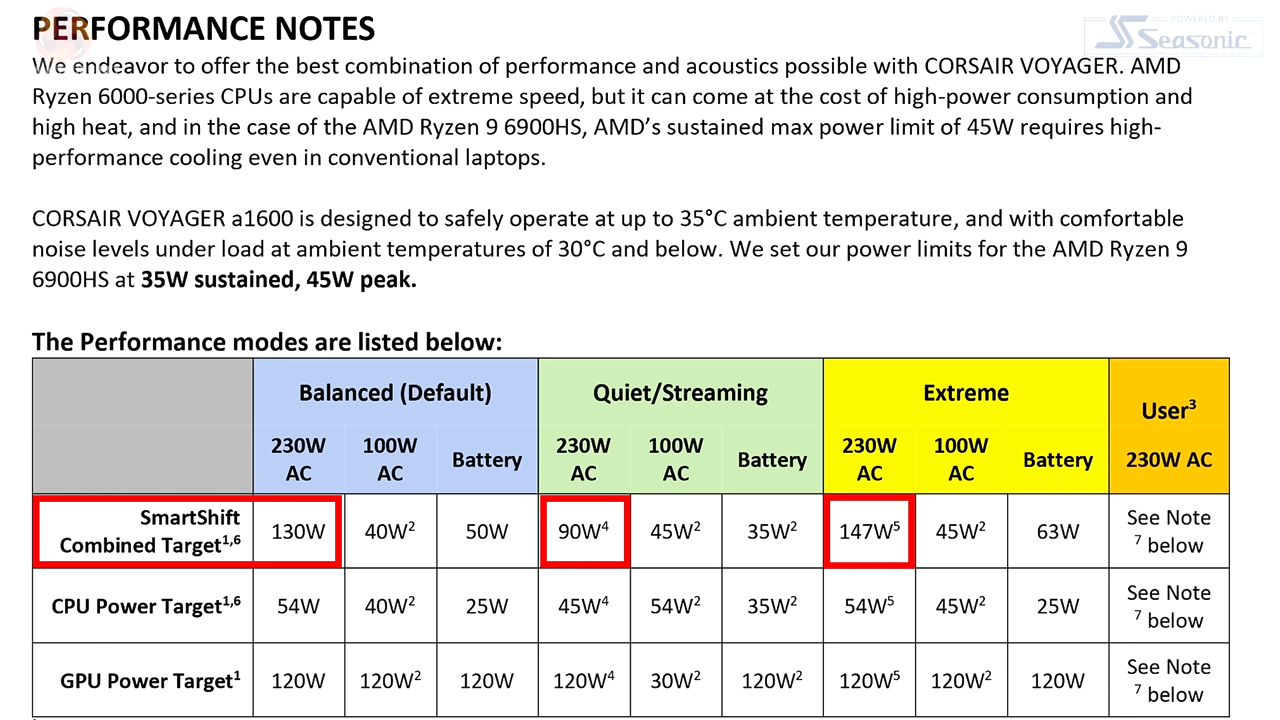 PERFORMANCE NOTES
POWERED BY
Seasonic
We endeavor to offer the best combination of performance and acoustics possible with CORSAIR VOYAGER. AMD
Ryzen 6000-series CPUs are capable of extreme speed, but it can come at the cost of high-power consumption and
high heat, and in the case of the AMD Ryzen 9 6900HS, AMD's sustained max power limit of 45W requires high-
performance cooling even in conventional laptops.
CORSAIR VOYAGER a1600 is designed to safely operate at up to 35°C ambient temperature, and with comfortable
noise levels under load at ambient temperatures of 30°C and below. We set our power limits for the AMD Ryzen 9
6900HS at 35W sustained, 45W peak.
The Performance modes are listed below:
Balanced (Default) Quiet/Streaming Extreme User³
230W AC 100W AC Battery 230W AC 100W AC Battery 230W AC 100W AC Battery 230W AC
SmartShift Combined Target¹,⁶ 130W 40W² 50W 90W⁴ 45W² 35W² 147W⁵ 45W² 63W See Note ⁷ below
CPU Power Target¹,⁶ 54W 40W² 25W 45W⁴ 54W² 35W² 54W⁵ 45W² 25W See Note ⁷ below
GPU Power Target¹ 120W 120W² 120W 120W⁴ 30W² 120W² 120W⁵ 120W² 120W See Note ⁷ below